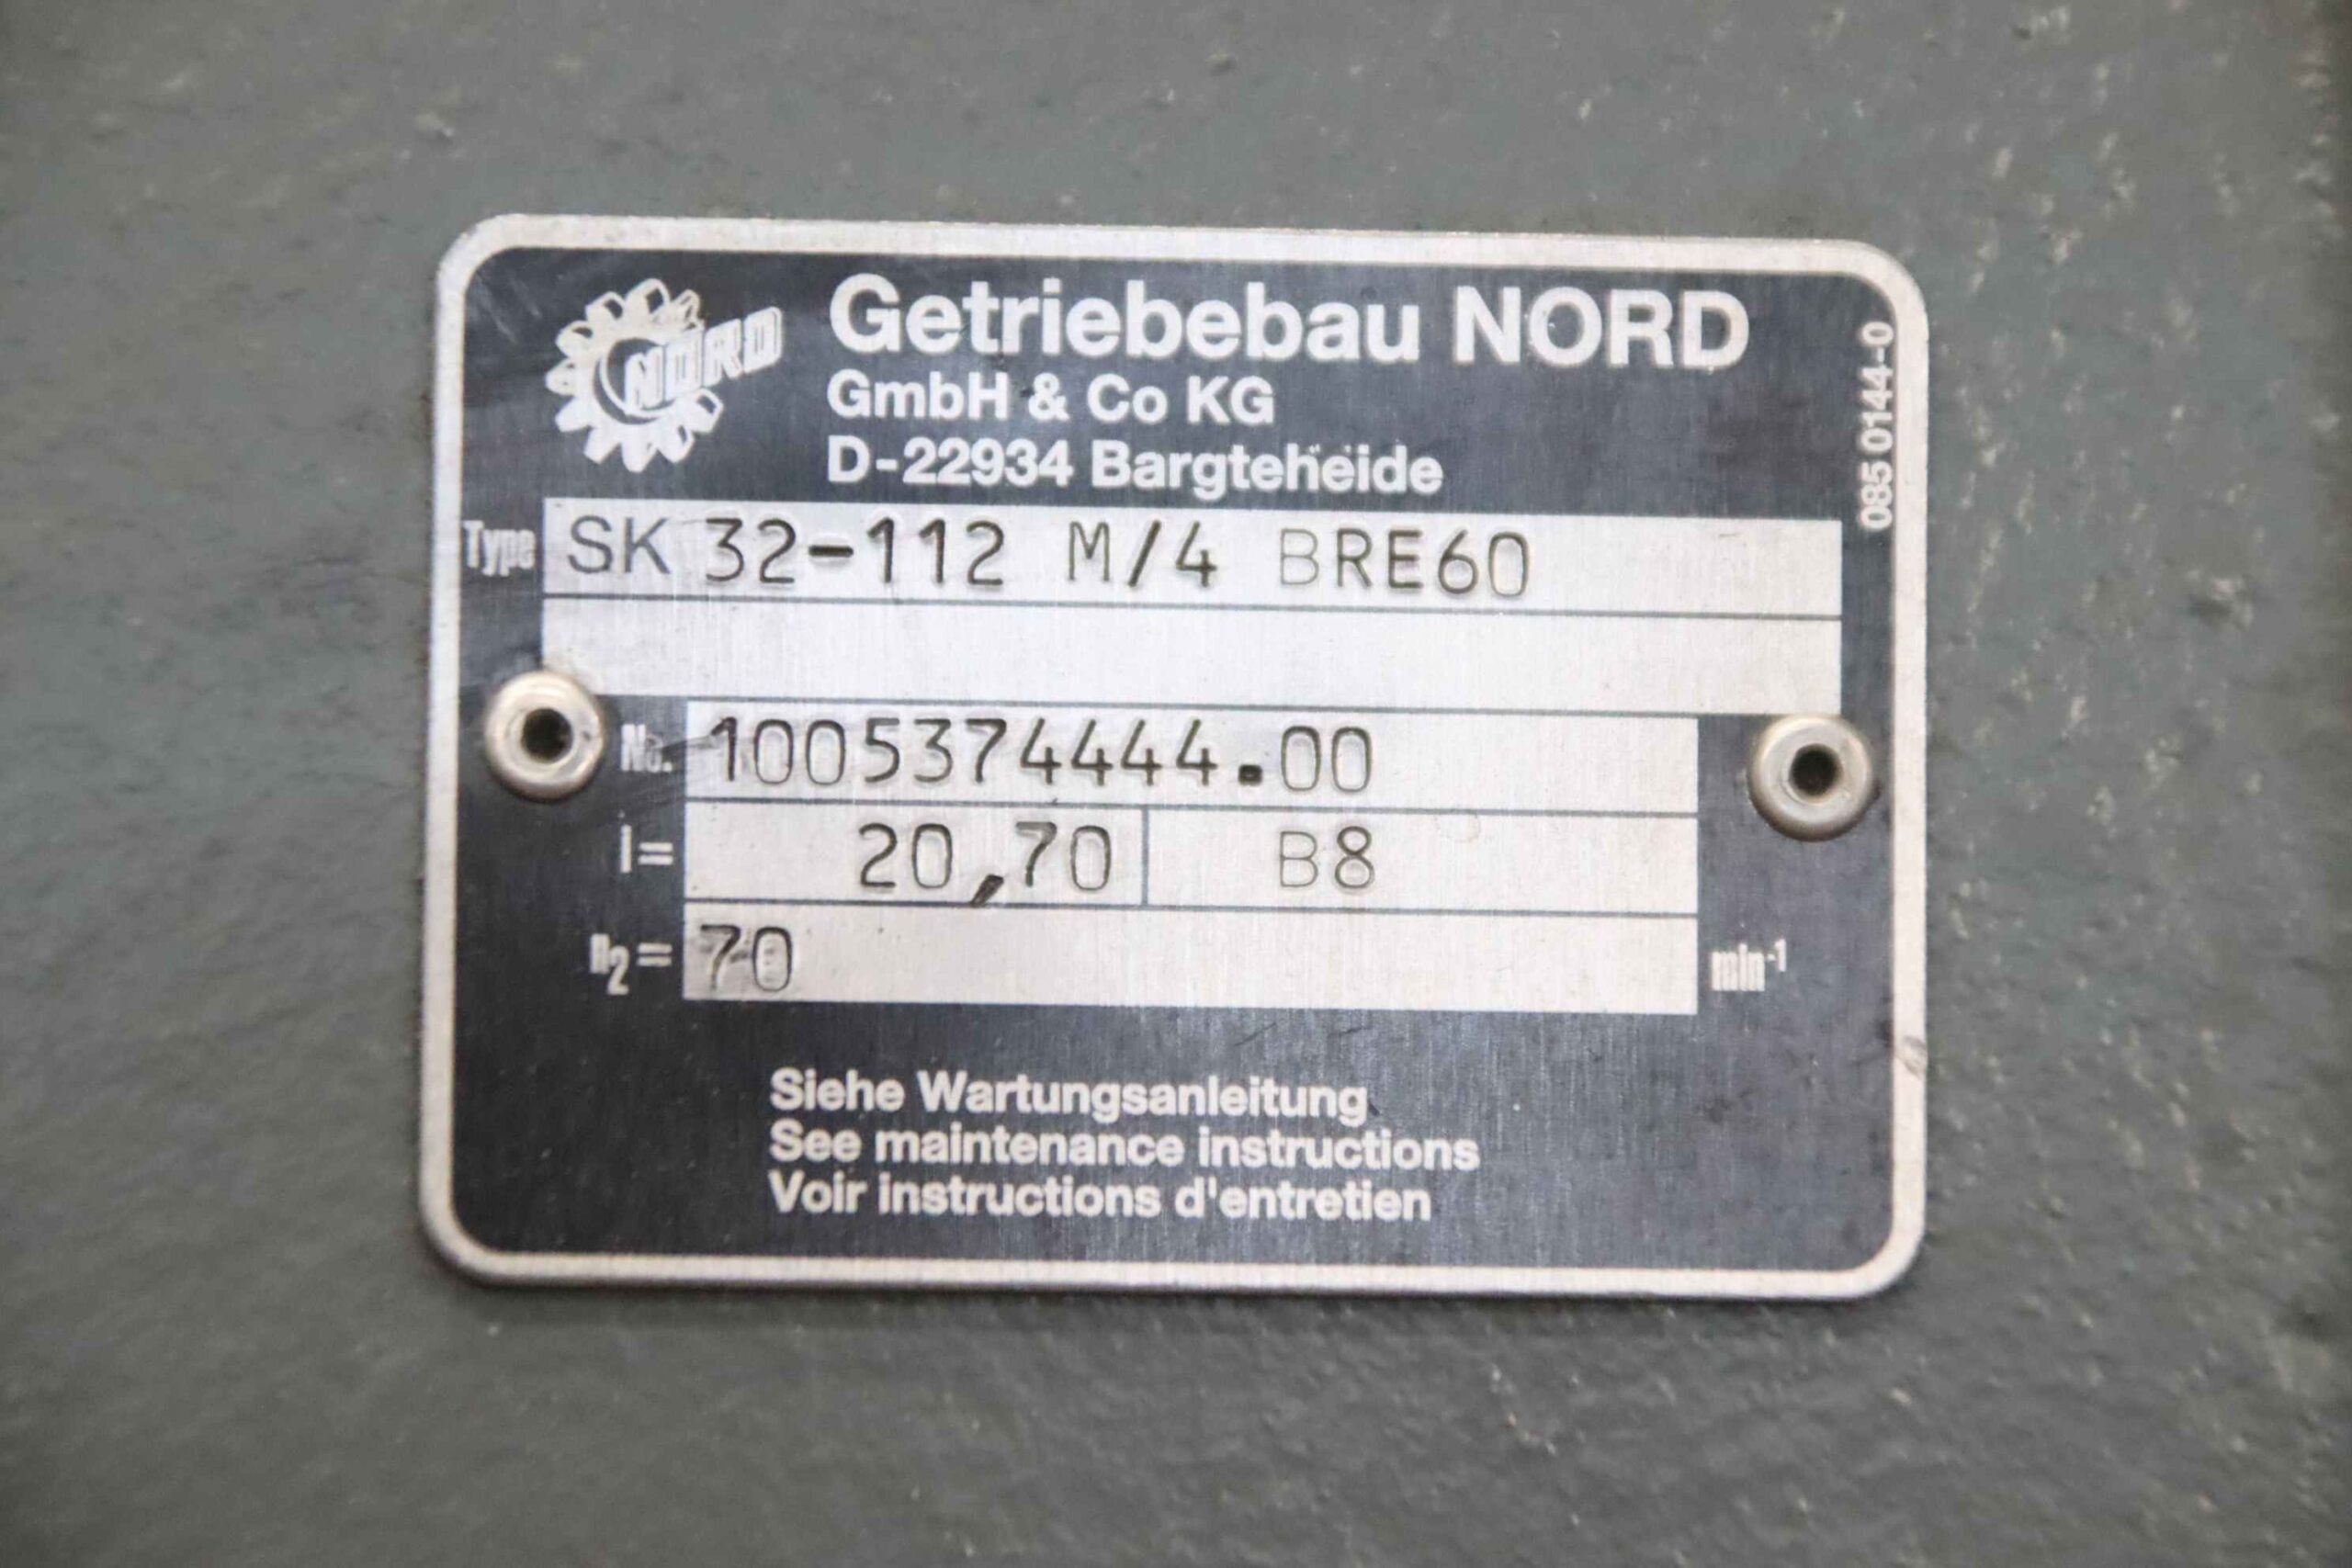 NORD
Getriebebau NORD
GmbH & Co KG
D-22934 Bargteheide
085 0144-0
Type SK 32-112 M/4 BRE60
No. 1005374444.00
i= 20,70 B8
n2= 70 min-1
Siehe Wartungsanleitung
See maintenance instructions
Voir instructions d'entretien